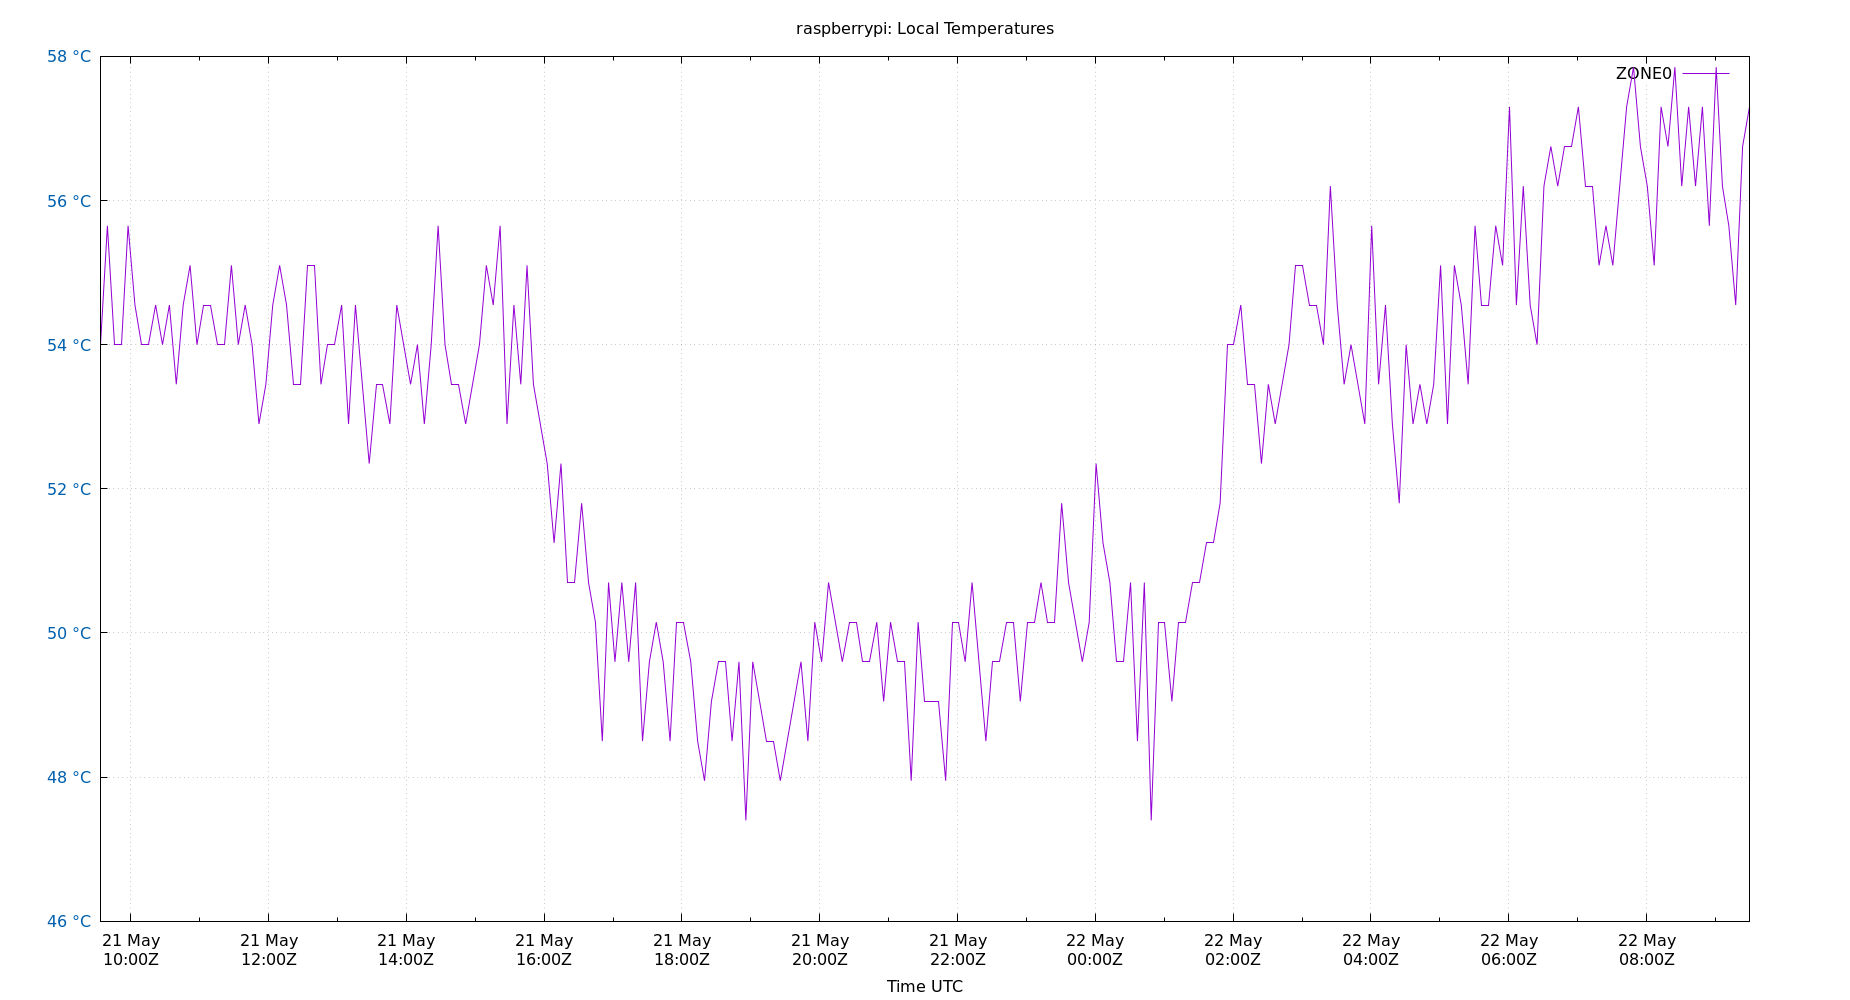 raspberrypi: Local Temperatures
58 °C
ZONE0
56 °C
54 °C
52 °C
50 °C
48 °C
46 °C
21 May 21 May 21 May 21 May 21 May 21 May 21 May 22 May 22 May 22 May 22 May 22 May
10:00Z 12:00Z 14:00Z 16:00Z 18:00Z 20:00Z 22:00Z 00:00Z 02:00Z 04:00Z 06:00Z 08:00Z
Time UTC